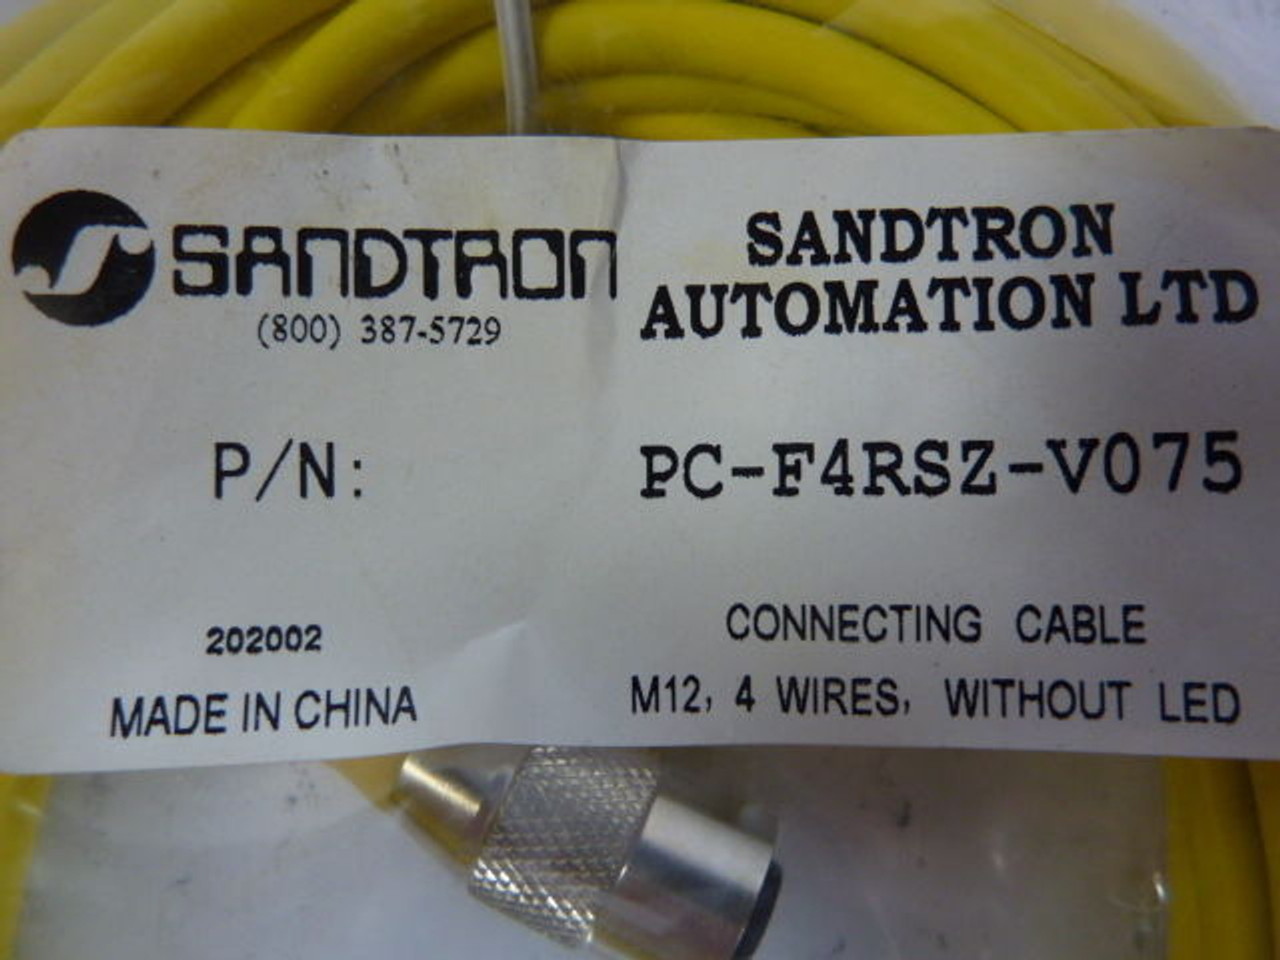 SANDTRON
(800) 387-5729
SANDTRON
AUTOMATION LTD
P/N:
PC-F4RSZ-V075
202002
MADE IN CHINA
CONNECTING CABLE
M12, 4 WIRES, WITHOUT LED